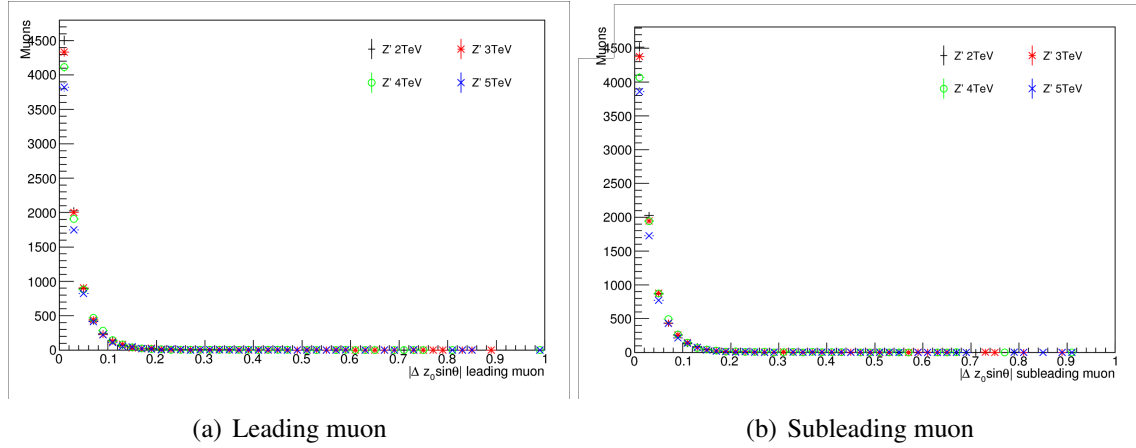 Muons
4500
4000
3500
3000
2500
2000
1500
1000
500
0
Z' 2TeV Z' 3TeV
Z' 4TeV Z' 5TeV
0 0.1 0.2 0.3 0.4 0.5 0.6 0.7 0.8 0.9 1
|Δ z₀sinθ| leading muon
(a) Leading muon
Muons
4500
4000
3500
3000
2500
2000
1500
1000
500
0
Z' 2TeV Z' 3TeV
Z' 4TeV Z' 5TeV
0 0.1 0.2 0.3 0.4 0.5 0.6 0.7 0.8 0.9 1
|Δ z₀sinθ| subleading muon
(b) Subleading muon